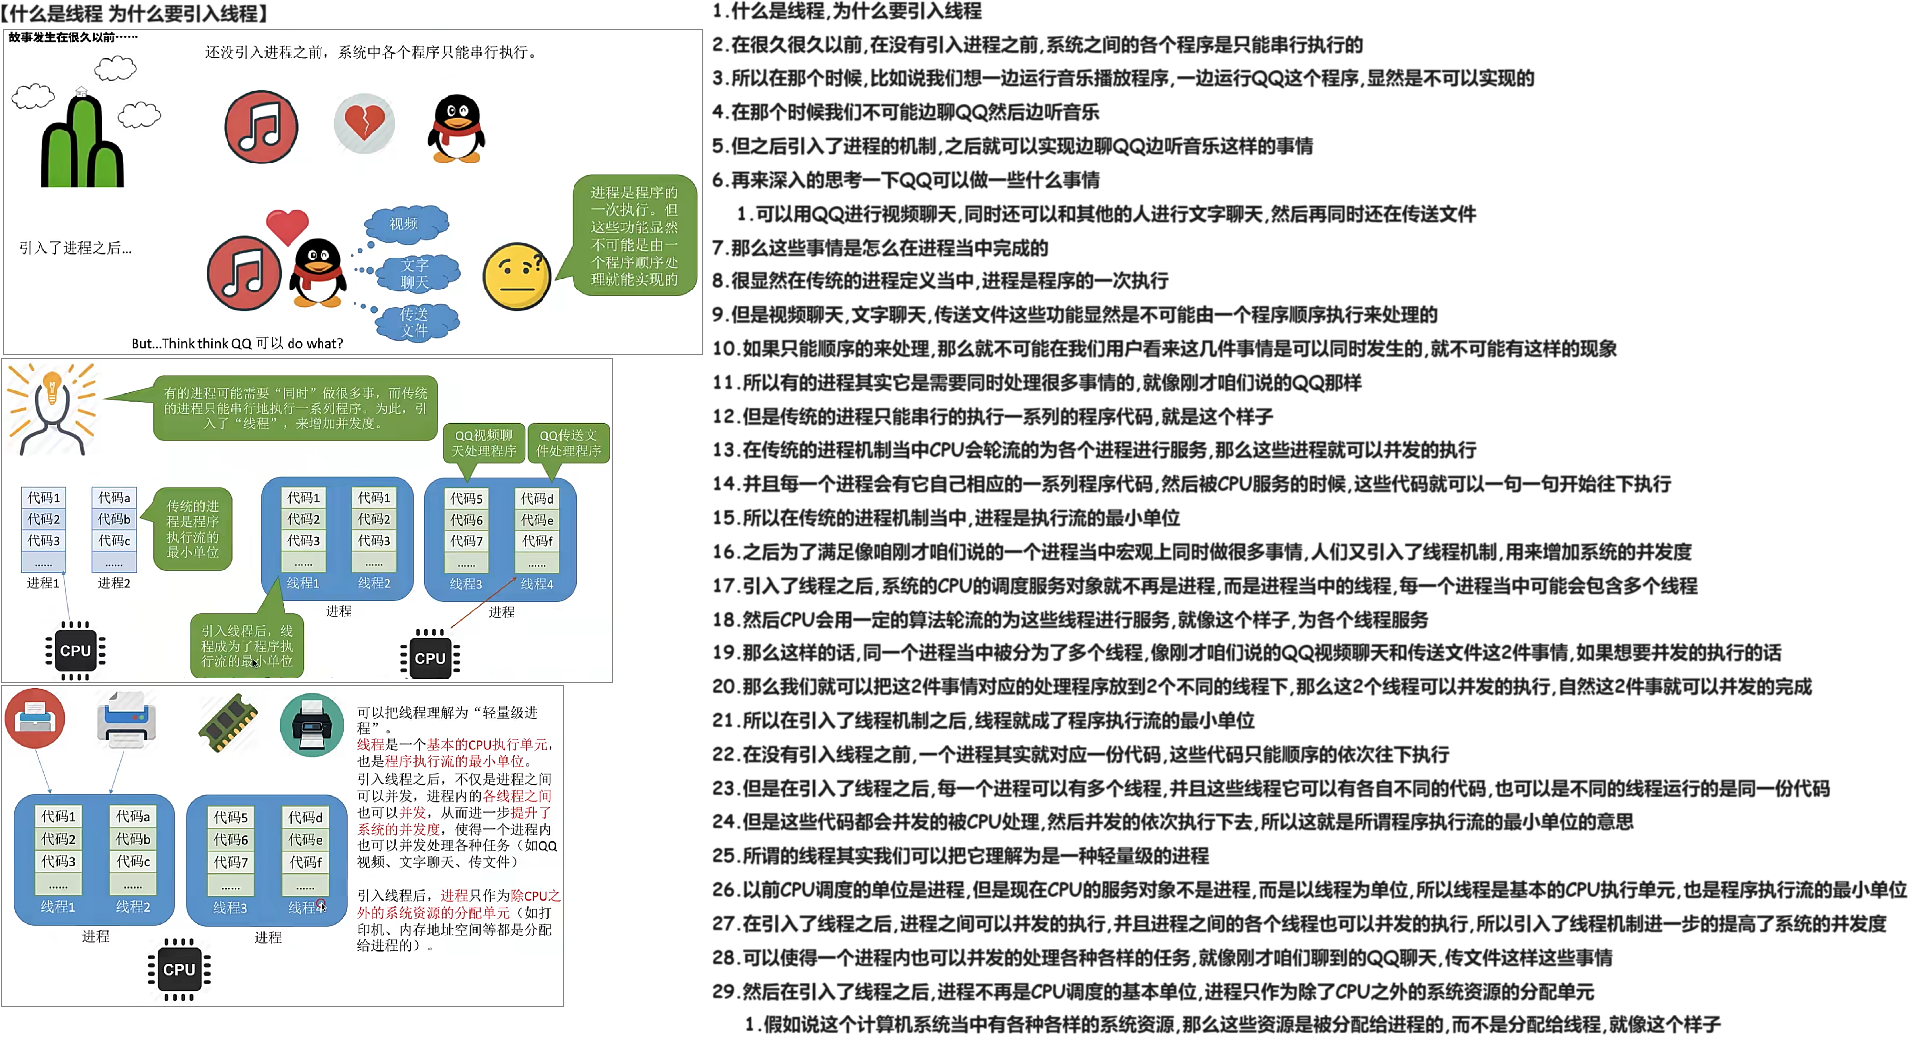 【什么是线程 为什么要引入线程】
故事发生在很久以前……
还没引入进程之前，系统中各个程序只能串行执行。
引入了进程之后…
视频
文字
聊天
传送
文件
进程是程序的
一次执行。但
这些功能显然
不可能是由一
个程序顺序处
理就能实现的
But…Think think QQ 可以 do what?
有的进程可能需要“同时”做很多事，而传统
的进程只能串行地执行一系列程序。为此，引
入了“线程”，来增加并发度。
QQ视频聊
天处理程序
QQ传送文
件处理程序
代码1
代码2
代码3
……
进程1
代码a
代码b
代码c
……
进程2
传统的进
程是程序
执行流的
最小单位
代码1
代码2
代码3
……
线程1
代码1
代码2
代码3
……
线程2
进程
代码5
代码6
代码7
……
线程3
代码d
代码e
代码f
……
线程4
进程
引入线程后，线
程成为了程序执
行流的最小单位
CPU
CPU
代码1
代码2
代码3
……
线程1
代码a
代码b
代码c
……
线程2
进程
代码5
代码6
代码7
……
线程3
代码d
代码e
代码f
……
线程4
进程
CPU
可以把线程理解为“轻量级进
程”。
线程是一个基本的CPU执行单元，
也是程序执行流的最小单位。
引入线程之后，不仅是进程之间
可以并发，进程内的各线程之间
也可以并发，从而进一步提升了
系统的并发度，使得一个进程内
也可以并发处理各种任务（如QQ
视频、文字聊天、传文件）
引入线程后，进程只作为除CPU之
外的系统资源的分配单元（如打
印机、内存地址空间等都是分配
给进程的）。
1.什么是线程,为什么要引入线程
2.在很久很久以前,在没有引入进程之前,系统之间的各个程序是只能串行执行的
3.所以在那个时候,比如说我们想一边运行音乐播放程序,一边运行QQ这个程序,显然是不可以实现的
4.在那个时候我们不可能边聊QQ然后边听音乐
5.但之后引入了进程的机制,之后就可以实现边聊QQ边听音乐这样的事情
6.再来深入的思考一下QQ可以做一些什么事情
1.可以用QQ进行视频聊天,同时还可以和其他的人进行文字聊天,然后再同时还在传送文件
7.那么这些事情是怎么在进程当中完成的
8.很显然在传统的进程定义当中,进程是程序的一次执行
9.但是视频聊天,文字聊天,传送文件这些功能显然是不可能由一个程序顺序执行来处理的
10.如果只能顺序的来处理,那么就不可能在我们用户看来这几件事情是可以同时发生的,就不可能有这样的现象
11.所以有的进程其实它是需要同时处理很多事情的,就像刚才咱们说的QQ那样
12.但是传统的进程只能串行的执行一系列的程序代码,就是这个样子
13.在传统的进程机制当中CPU会轮流的为各个进程进行服务,那么这些进程就可以并发的执行
14.并且每一个进程会有它自己相应的一系列程序代码,然后被CPU服务的时候,这些代码就可以一句一句开始往下执行
15.所以在传统的进程机制当中,进程是执行流的最小单位
16.之后为了满足像咱刚才咱们说的一个进程当中宏观上同时做很多事情,人们又引入了线程机制,用来增加系统的并发度
17.引入了线程之后,系统的CPU的调度服务对象就不再是进程,而是进程当中的线程,每一个进程当中可能会包含多个线程
18.然后CPU会用一定的算法轮流的为这些线程进行服务,就像这个样子,为各个线程服务
19.那么这样的话,同一个进程当中被分为了多个线程,像刚才咱们说的QQ视频聊天和传送文件这2件事情,如果想要并发的执行的话
20.那么我们就可以把这2件事情对应的处理程序放到2个不同的线程下,那么这2个线程可以并发的执行,自然这2件事就可以并发的完成
21.所以在引入了线程机制之后,线程就成了程序执行流的最小单位
22.在没有引入线程之前,一个进程其实就对应一份代码,这些代码只能顺序的依次往下执行
23.但是在引入了线程之后,每一个进程可以有多个线程,并且这些线程它可以有各自不同的代码,也可以是不同的线程运行的是同一份代码
24.但是这些代码都会并发的被CPU处理,然后并发的依次执行下去,所以这就是所谓程序执行流的最小单位的意思
25.所谓的线程其实我们可以把它理解为是一种轻量级的进程
26.以前CPU调度的单位是进程,但是现在CPU的服务对象不是进程,而是以线程为单位,所以线程是基本的CPU执行单元,也是程序执行流的最小单位
27.在引入了线程之后,进程之间可以并发的执行,并且进程之间的各个线程也可以并发的执行,所以引入了线程机制进一步的提高了系统的并发度
28.可以使得一个进程内也可以并发的处理各种各样的任务,就像刚才咱们聊到的QQ聊天,传文件这样这些事情
29.然后在引入了线程之后,进程不再是CPU调度的基本单位,进程只作为除了CPU之外的系统资源的分配单元
1.假如说这个计算机系统当中有各种各样的系统资源,那么这些资源是被分配给进程的,而不是分配给线程,就像这个样子